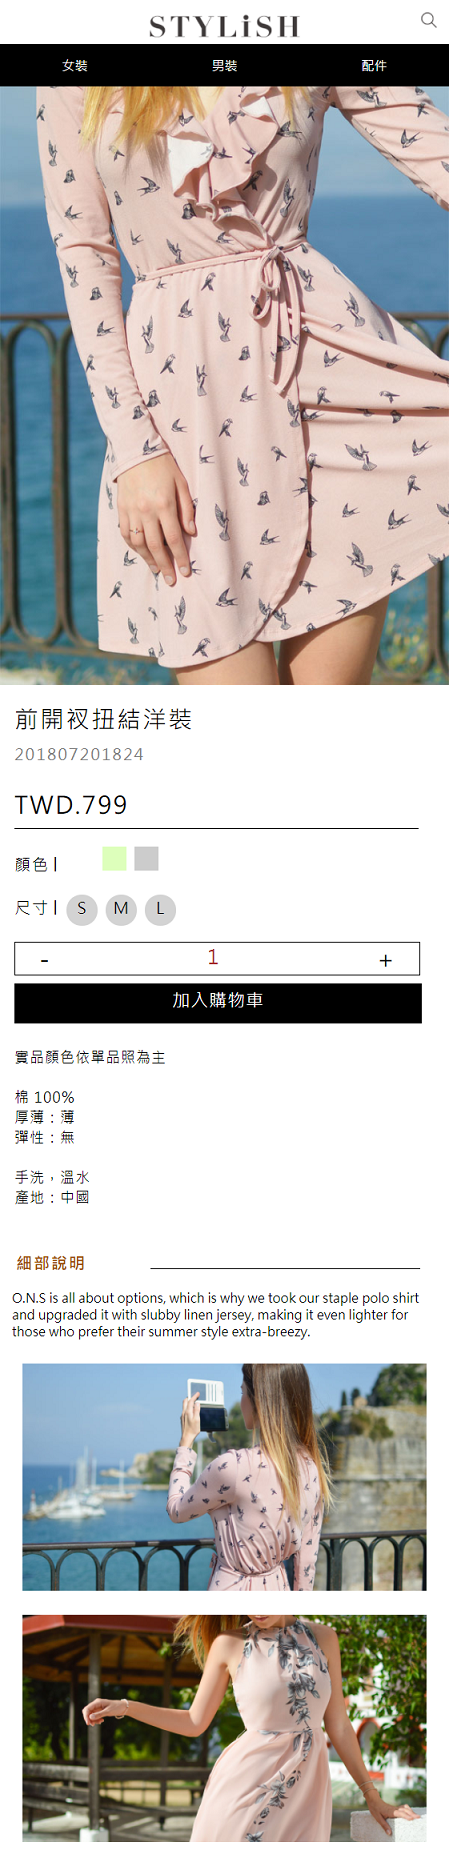 STYLiSH
女裝 男裝 配件
前開衩扭結洋裝
201807201824
TWD.799
顏色 |
尺寸 | S M L
- 1 +
加入購物車
實品顏色依單品照為主
棉 100%
厚薄：薄
彈性：無
手洗，溫水
產地：中國
細部說明
O.N.S is all about options, which is why we took our staple polo shirt
and upgraded it with slubby linen jersey, making it even lighter for
those who prefer their summer style extra-breezy.